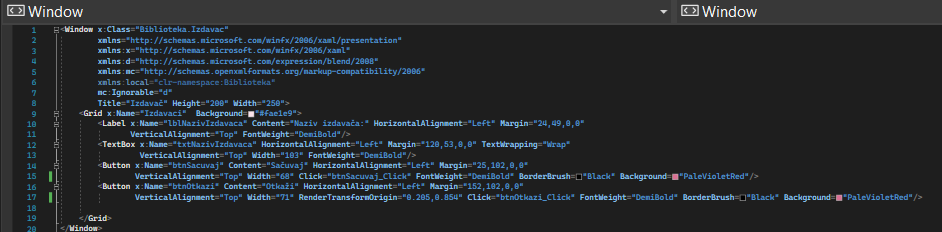 Window Window
1 <Window x:Class="Biblioteka.Izdavac"
2 xmlns="http://schemas.microsoft.com/winfx/2006/xaml/presentation"
3 xmlns:x="http://schemas.microsoft.com/winfx/2006/xaml"
4 xmlns:d="http://schemas.microsoft.com/expression/blend/2008"
5 xmlns:mc="http://schemas.openxmlformats.org/markup-compatibility/2006"
6 xmlns:local="clr-namespace:Biblioteka"
7 mc:Ignorable="d"
8 Title="Izdavač" Height="200" Width="250">
9 <Grid x:Name="Izdavaci" Background="#fae1e9">
10 <Label x:Name="lblNazivIzdavaca" Content="Naziv izdavača:" HorizontalAlignment="Left" Margin="24,49,0,0"
11 VerticalAlignment="Top" FontWeight="DemiBold"/>
12 <TextBox x:Name="txtNazivIzdavaca" HorizontalAlignment="Left" Margin="120,53,0,0" TextWrapping="Wrap"
13 VerticalAlignment="Top" Width="103" FontWeight="DemiBold"/>
14 <Button x:Name="btnSacuvaj" Content="Sačuvaj" HorizontalAlignment="Left" Margin="25,102,0,0"
15 VerticalAlignment="Top" Width="68" Click="btnSacuvaj_Click" FontWeight="DemiBold" BorderBrush="Black" Background="PaleVioletRed"/>
16 <Button x:Name="btnOtkazi" Content="Otkaži" HorizontalAlignment="Left" Margin="152,102,0,0"
17 VerticalAlignment="Top" Width="71" RenderTransformOrigin="0.205,0.854" Click="btnOtkazi_Click" FontWeight="DemiBold" BorderBrush="Black" Background="PaleVioletRed"/>
18
19 </Grid>
20 </Window>